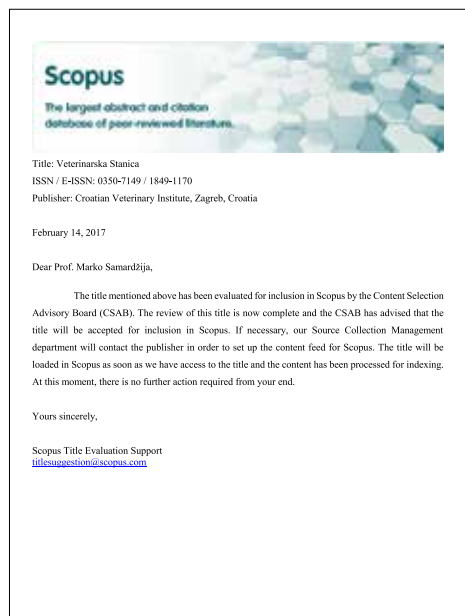 Scopus
The largest abstract and citation
database of peer-reviewed literature.
Title: Veterinarska Stanica
ISSN / E-ISSN: 0350-7149 / 1849-1170
Publisher: Croatian Veterinary Institute, Zagreb, Croatia
February 14, 2017
Dear Prof. Marko Samardžija,
The title mentioned above has been evaluated for inclusion in Scopus by the Content Selection
Advisory Board (CSAB). The review of this title is now complete and the CSAB has advised that the
title will be accepted for inclusion in Scopus. If necessary, our Source Collection Management
department will contact the publisher in order to set up the content feed for Scopus. The title will be
loaded in Scopus as soon as we have access to the title and the content has been processed for indexing.
At this moment, there is no further action required from your end.
Yours sincerely,
Scopus Title Evaluation Support
titlesuggestion@scopus.com